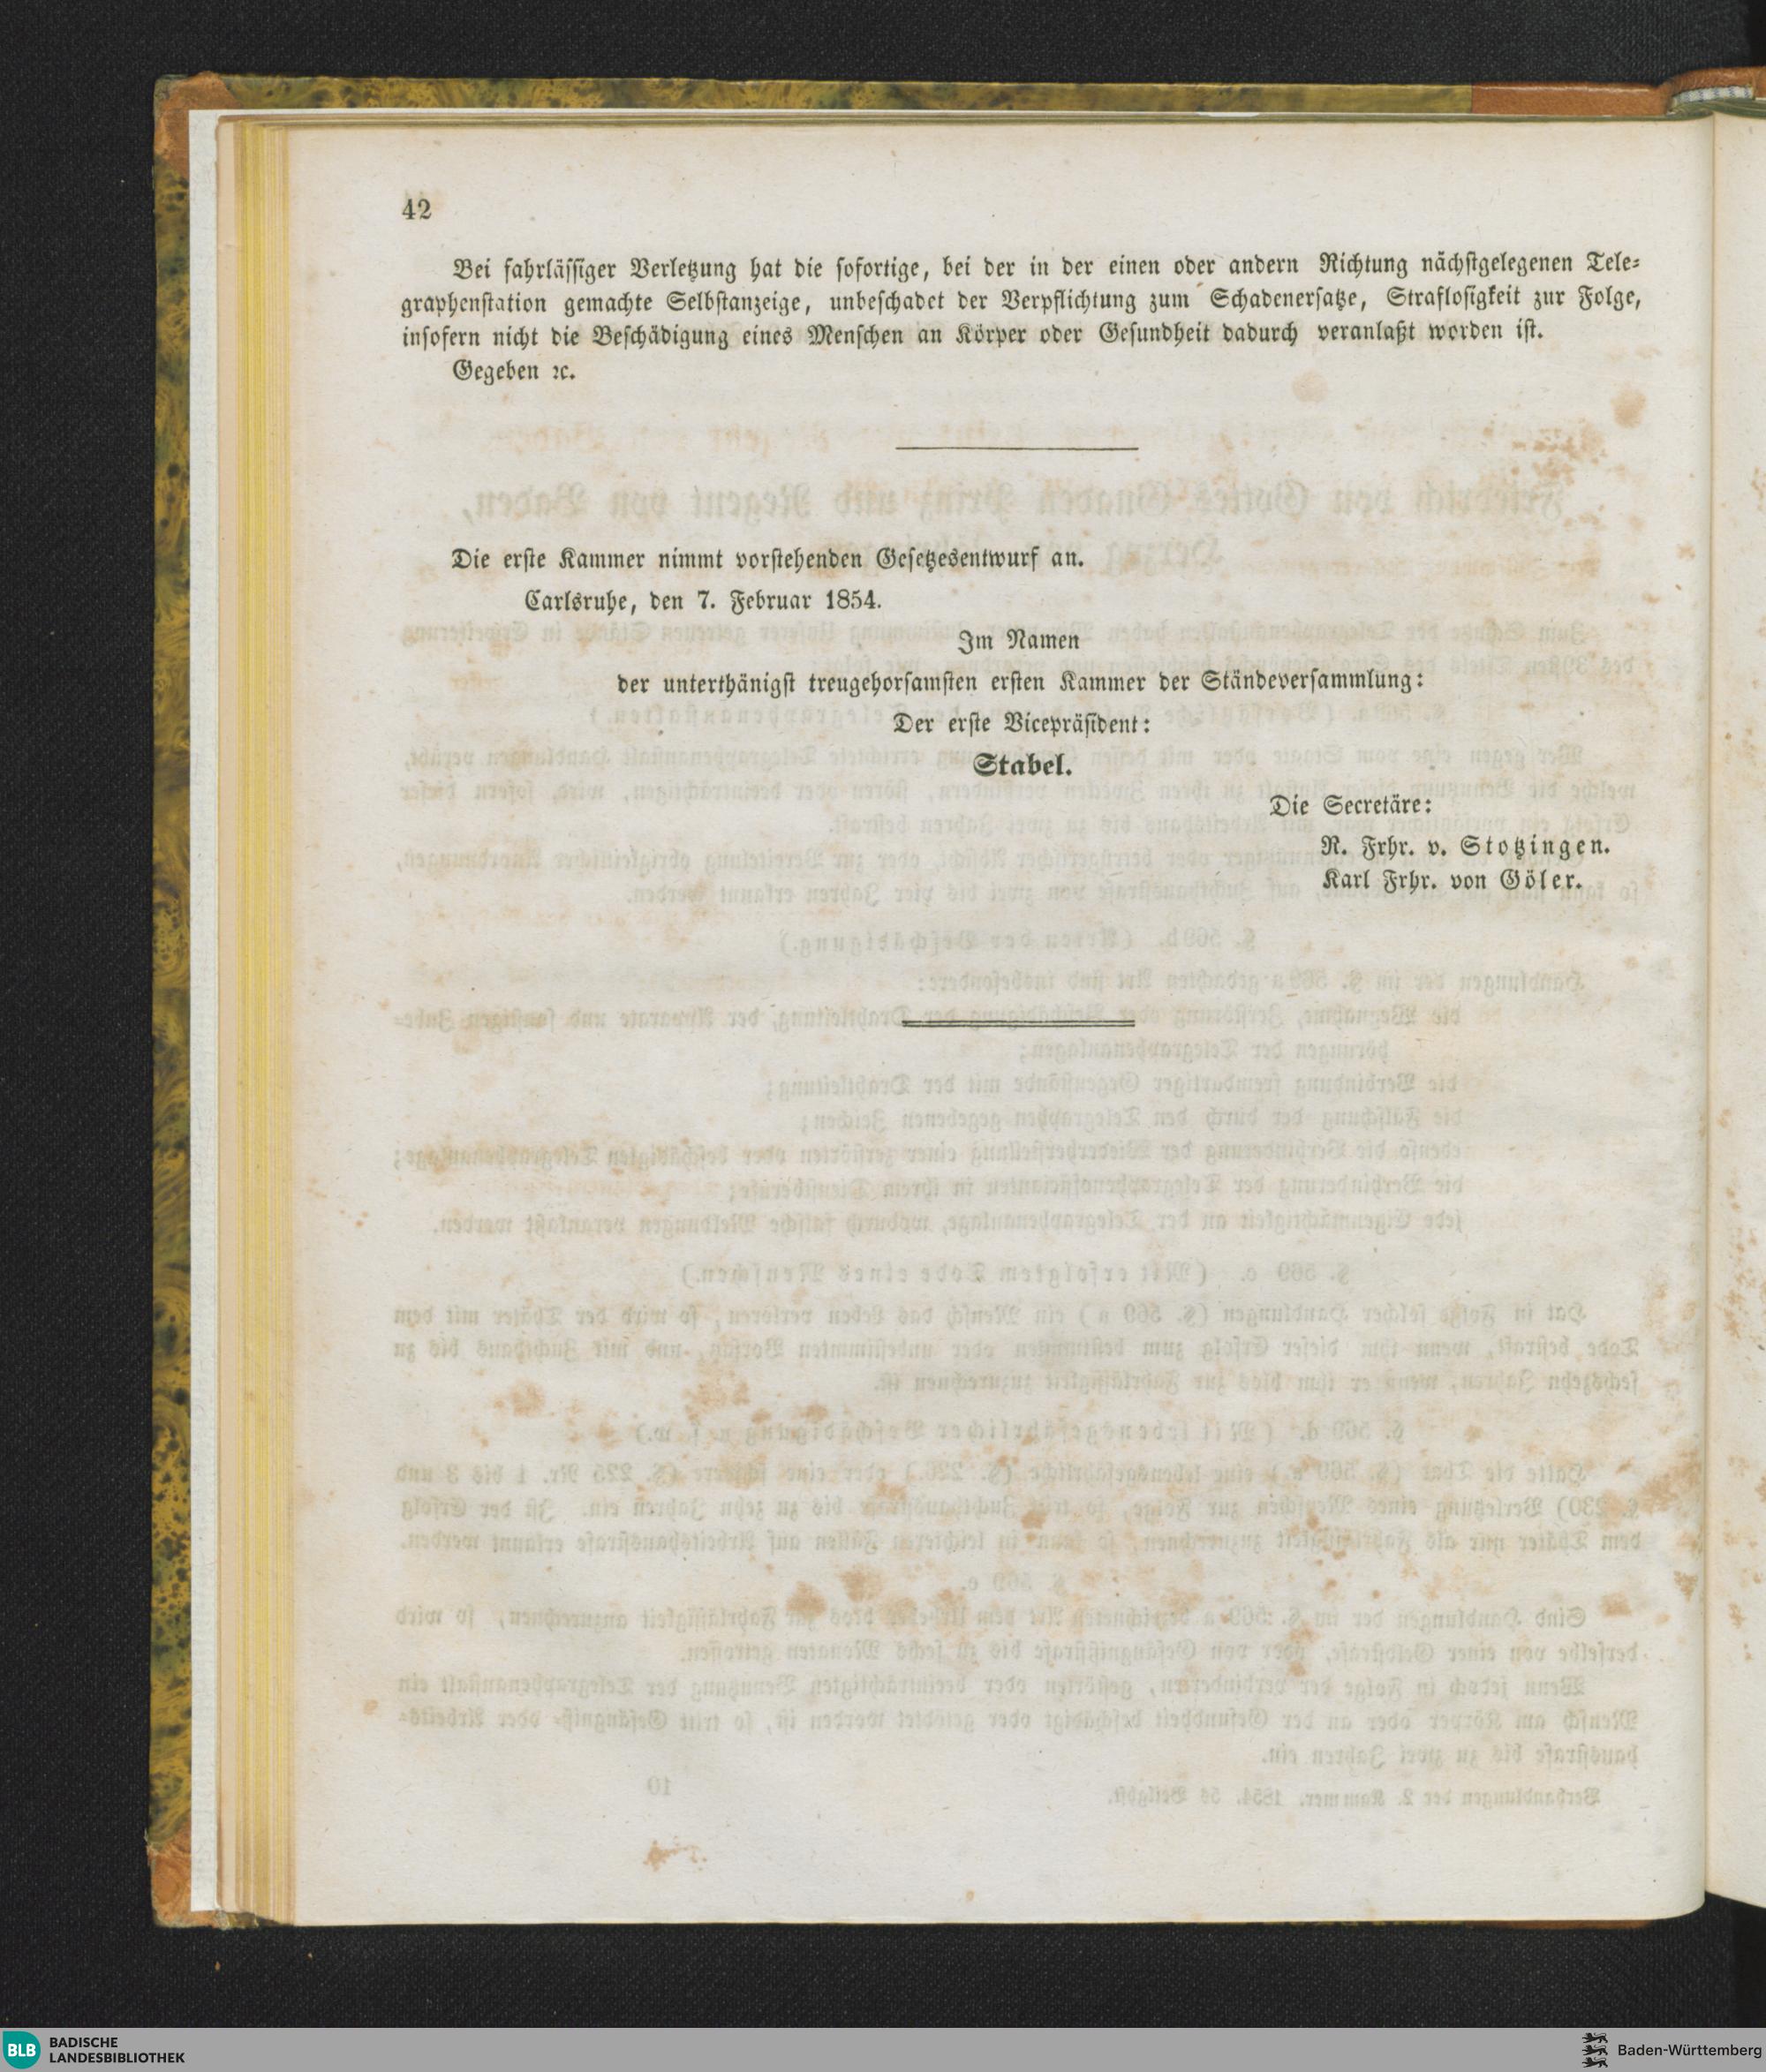 42
Bei fahrlässiger Verletzung hat die sofortige, bei der in der einen oder andern Richtung nächstgelegenen Tele-
graphenstation gemachte Selbstanzeige, unbeschadet der Verpflichtung zum Schadenersatze, Straflosigkeit zur Folge,
insofern nicht die Beschädigung eines Menschen an Körper oder Gesundheit dadurch veranlaßt worden ist.
Gegeben ꝛc.
Die erste Kammer nimmt vorstehenden Gesetzesentwurf an.
Carlsruhe, den 7. Februar 1854.
Im Namen
der unterthänigst treugehorsamsten ersten Kammer der Ständeversammlung:
Der erste Vicepräsident:
Stabel.
Die Secretäre:
R. Frhr. v. Stotzingen.
Karl Frhr. von Göler.
BLB BADISCHE
LANDESBIBLIOTHEK
Baden-Württemberg